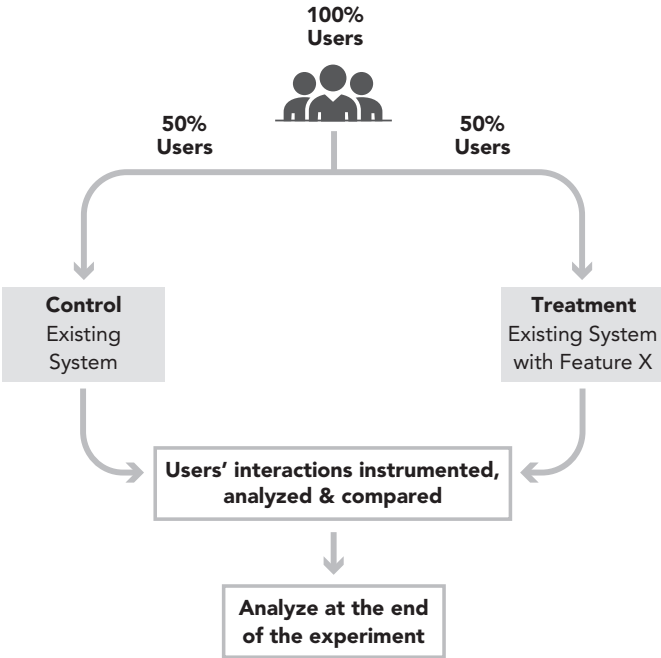 100%
Users
50%
Users
50%
Users
Control
Existing
System
Treatment
Existing System
with Feature X
Users’ interactions instrumented,
analyzed & compared
Analyze at the end
of the experiment